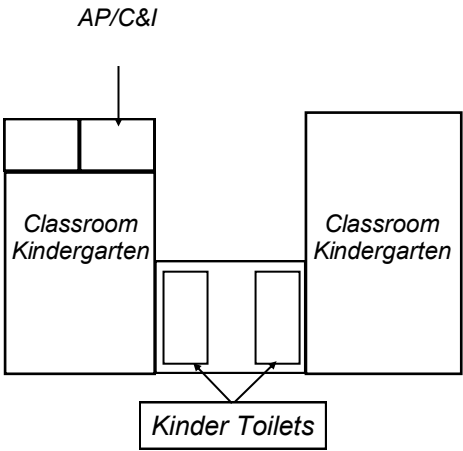 AP/C&I
Classroom
Kindergarten
Classroom
Kindergarten
Kinder Toilets